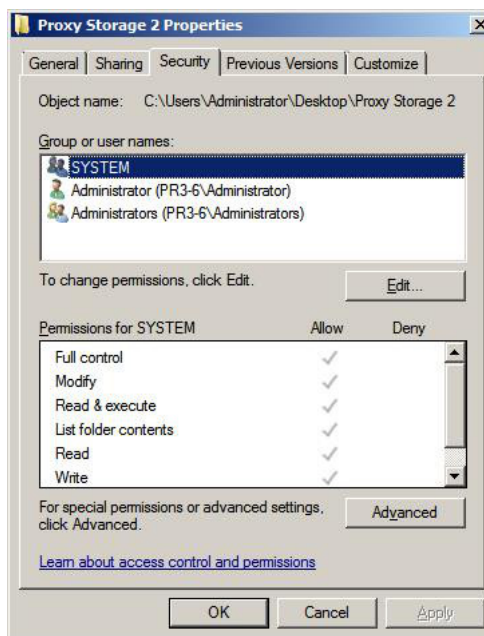 Proxy Storage 2 Properties
General Sharing Security Previous Versions Customize
Object name: C:\Users\Administrator\Desktop\Proxy Storage 2
Group or user names:
SYSTEM
Administrator (PR3-6\Administrator)
Administrators (PR3-6\Administrators)
To change permissions, click Edit. Edit...
Permissions for SYSTEM Allow Deny
Full control
Modify
Read & execute
List folder contents
Read
Write
For special permissions or advanced settings, click Advanced. Advanced
Learn about access control and permissions
OK Cancel Apply